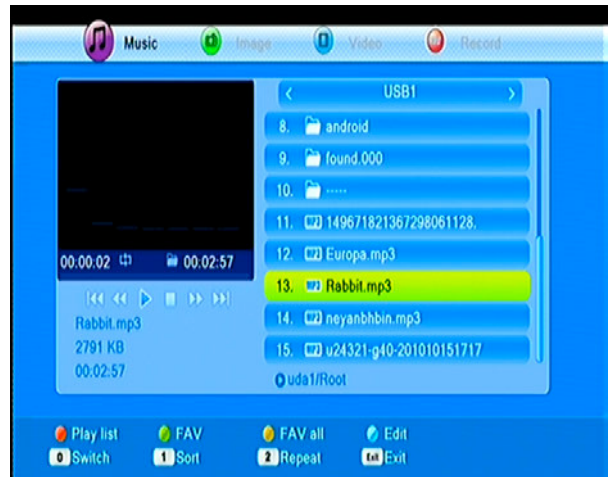 Music Image Video Record
USB1
8. android
9. found.000
10. -----
11. 149671821367298061128.
12. Europa.mp3
13. Rabbit.mp3
14. neyanbhbin.mp3
15. u24321-g40-201010151717
uda1/Root
00:00:02 00:02:57
Rabbit.mp3
2791 KB
00:02:57
Play list FAV FAV all Edit
0 Switch 1 Sort 2 Repeat Exit Exit